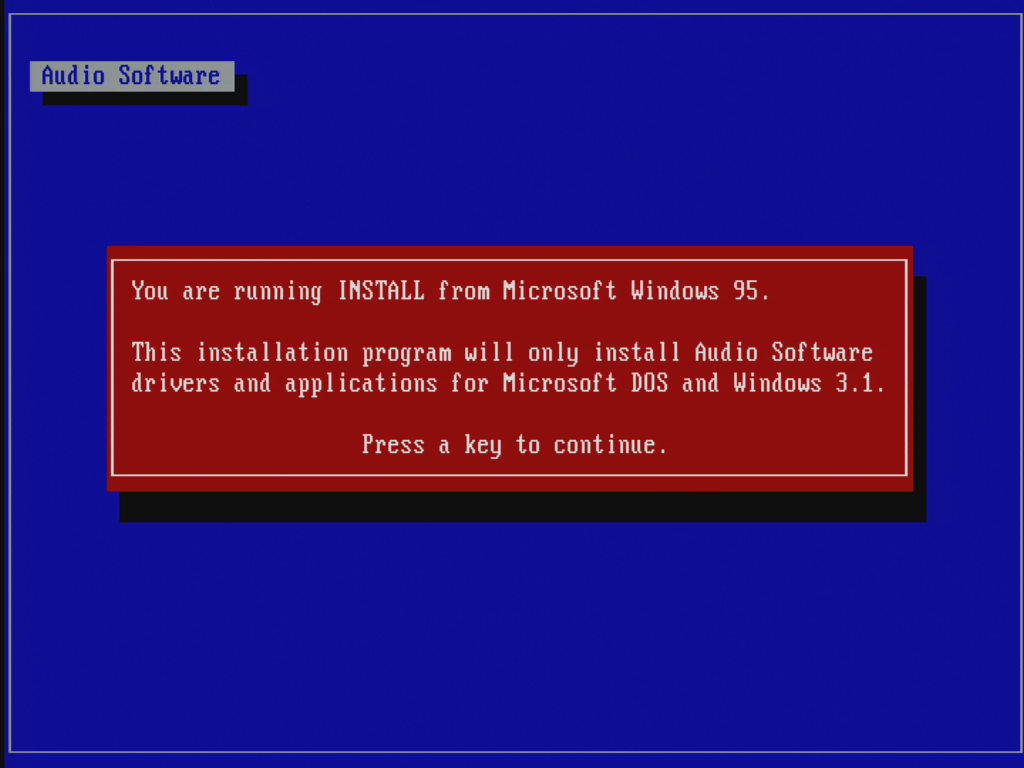 Audio Software
You are running INSTALL from Microsoft Windows 95.
This installation program will only install Audio Software
drivers and applications for Microsoft DOS and Windows 3.1.
Press a key to continue.